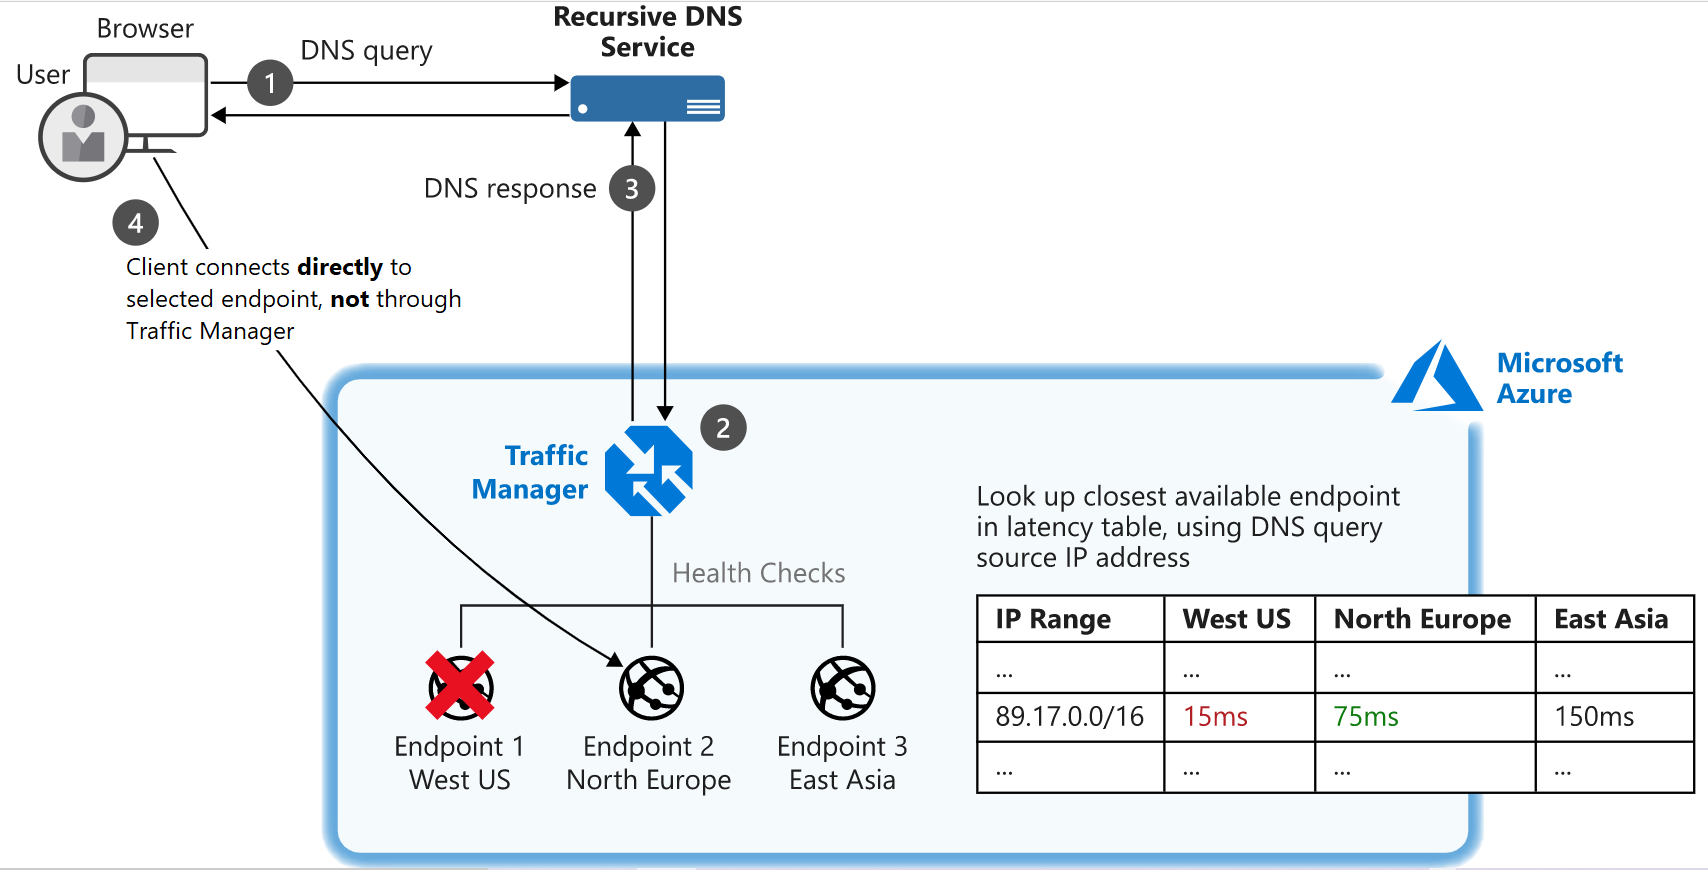 Browser
User
DNS query
1
Recursive DNS
Service
DNS response
3
4
Client connects directly to
selected endpoint, not through
Traffic Manager
Microsoft
Azure
2
Traffic
Manager
Health Checks
Endpoint 1
West US
Endpoint 2
North Europe
Endpoint 3
East Asia
Look up closest available endpoint
in latency table, using DNS query
source IP address
IP Range West US North Europe East Asia
... ... ... ...
89.17.0.0/16 15ms 75ms 150ms
... ... ... ...